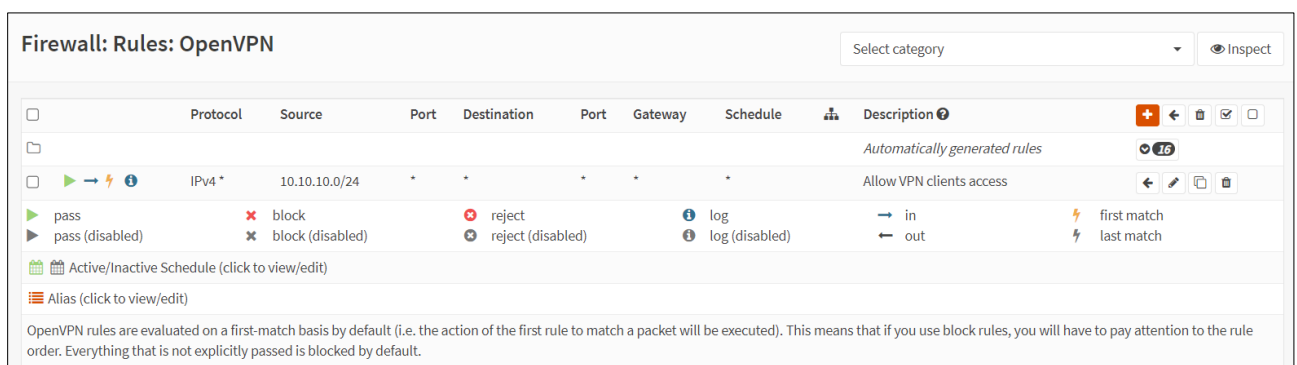 Firewall: Rules: OpenVPN
Select category
Inspect
Protocol Source Port Destination Port Gateway Schedule Description
Automatically generated rules 16
IPv4 * 10.10.10.0/24 * * * * * Allow VPN clients access
pass block reject log in first match
pass (disabled) block (disabled) reject (disabled) log (disabled) out last match
Active/Inactive Schedule (click to view/edit)
Alias (click to view/edit)
OpenVPN rules are evaluated on a first-match basis by default (i.e. the action of the first rule to match a packet will be executed). This means that if you use block rules, you will have to pay attention to the rule
order. Everything that is not explicitly passed is blocked by default.